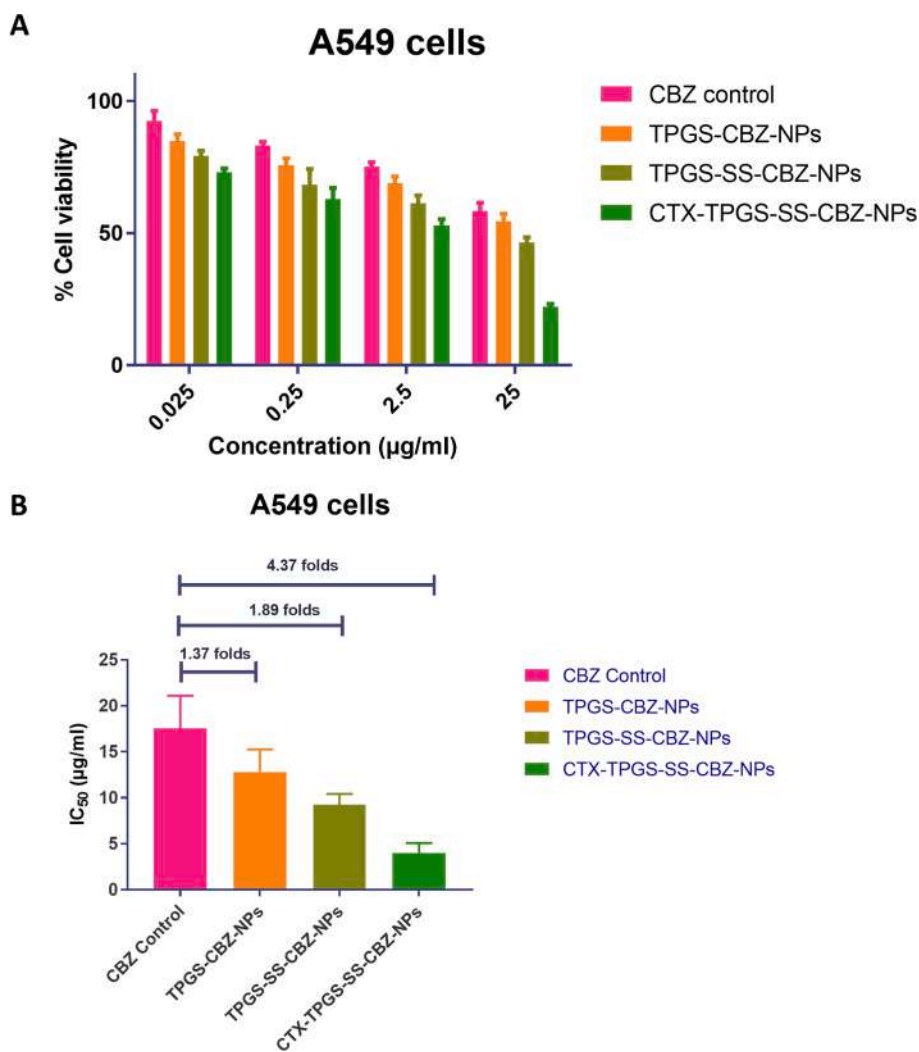 A
A549 cells
CBZ control
TPGS-CBZ-NPs
TPGS-SS-CBZ-NPs
CTX-TPGS-SS-CBZ-NPs
% Cell viability
100
50
0
0.025
0.25
2.5
25
Concentration (µg/ml)
B
A549 cells
4.37 folds
1.89 folds
1.37 folds
IC50 (µg/ml)
25
20
15
10
5
0
CBZ Control
TPGS-CBZ-NPs
TPGS-SS-CBZ-NPs
CTX-TPGS-SS-CBZ-NPs
CBZ Control
TPGS-CBZ-NPs
TPGS-SS-CBZ-NPs
CTX-TPGS-SS-CBZ-NPs